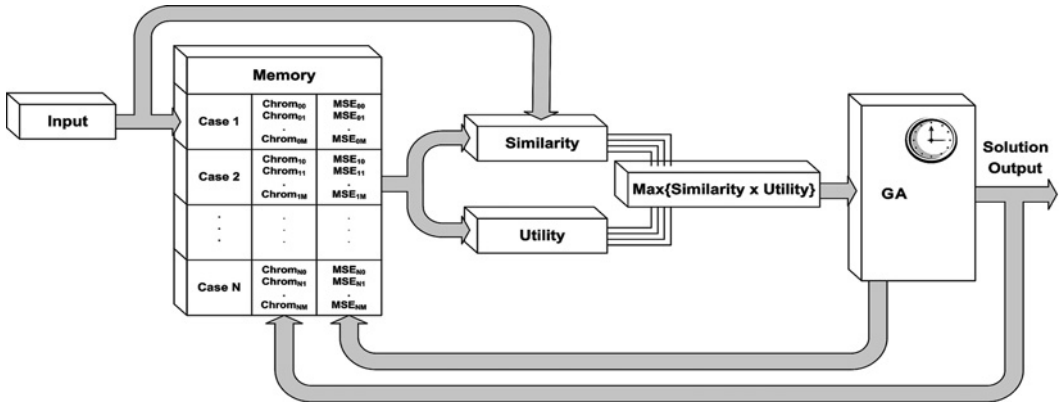 Input
Memory
Case 1
Chrom₀₀
Chrom₀₁
.
Chrom₀M
MSE₀₀
MSE₀₁
.
MSE₀M
Case 2
Chrom₁₀
Chrom₁₁
.
Chrom₁M
MSE₁₀
MSE₁₁
.
MSE₁M
Case N
ChromN₀
ChromN₁
.
ChromNM
MSEN₀
MSEN₁
.
MSENM
Similarity
Utility
Max{Similarity x Utility}
GA
Solution
Output